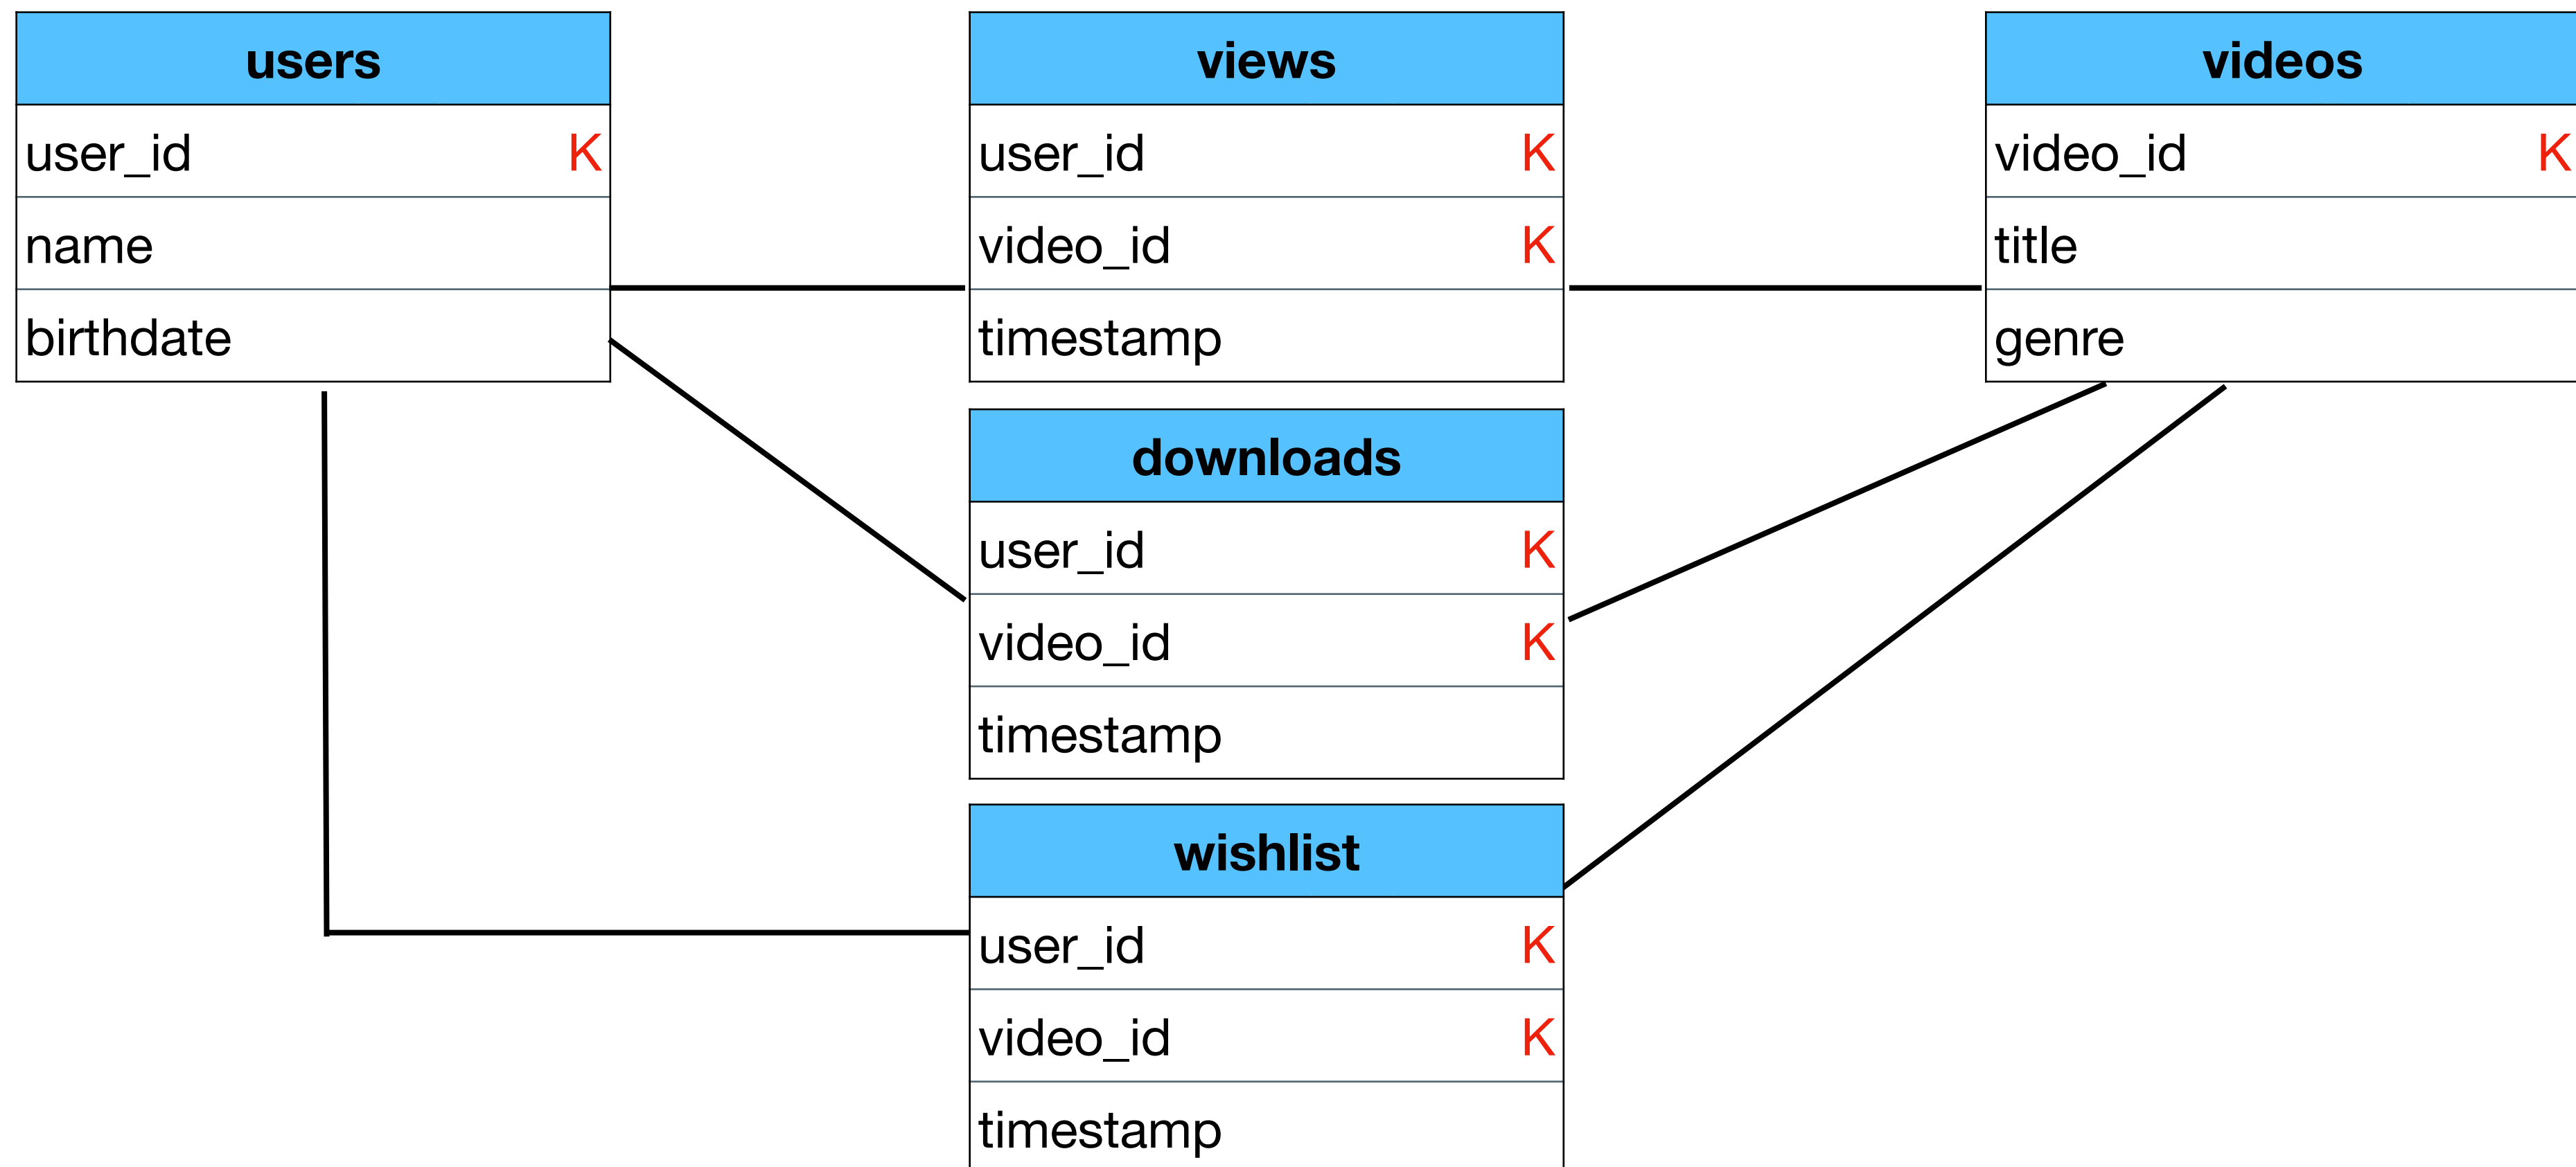 users
user_id K
name
birthdate
views
user_id K
video_id K
timestamp
videos
video_id K
title
genre
downloads
user_id K
video_id K
timestamp
wishlist
user_id K
video_id K
timestamp